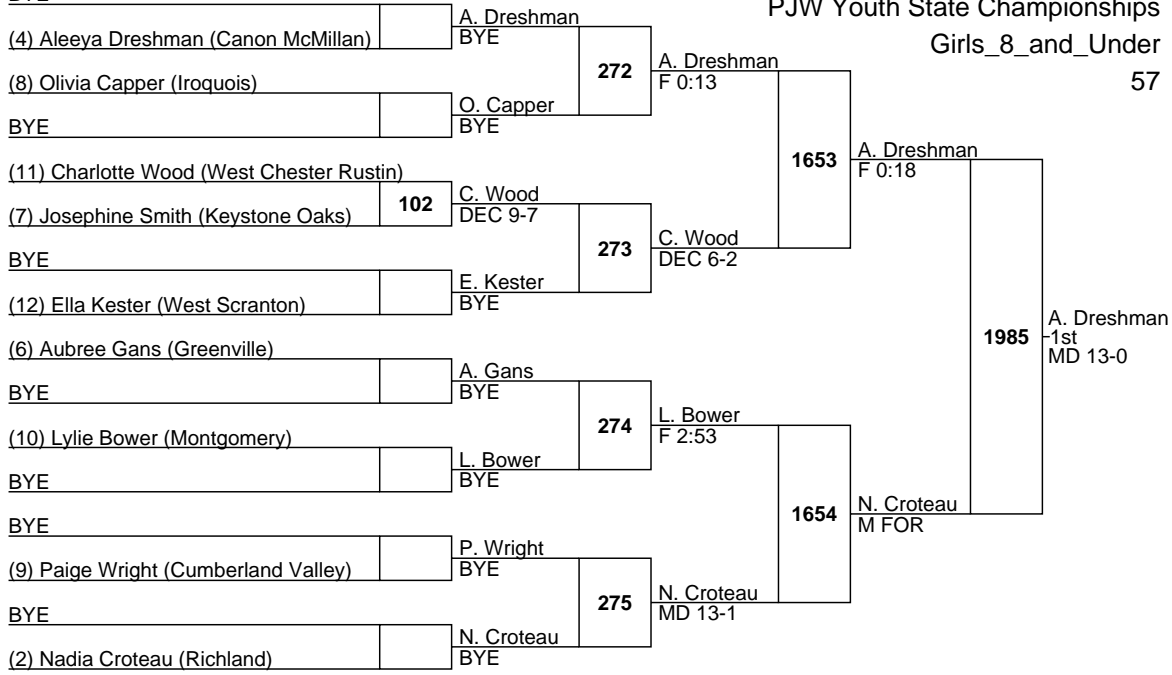 BYE
PJW Youth State Championships
Girls_8_and_Under
57
(4) Aleeya Dreshman (Canon McMillan)
(8) Olivia Capper (Iroquois)
BYE
(11) Charlotte Wood (West Chester Rustin)
(7) Josephine Smith (Keystone Oaks)
BYE
(12) Ella Kester (West Scranton)
(6) Aubree Gans (Greenville)
BYE
(10) Lylie Bower (Montgomery)
BYE
BYE
(9) Paige Wright (Cumberland Valley)
BYE
(2) Nadia Croteau (Richland)
102
A. Dreshman
BYE
O. Capper
BYE
C. Wood
DEC 9-7
E. Kester
BYE
A. Gans
BYE
L. Bower
BYE
P. Wright
BYE
N. Croteau
BYE
272
273
274
275
A. Dreshman
F 0:13
C. Wood
DEC 6-2
L. Bower
F 2:53
N. Croteau
MD 13-1
1653
1654
A. Dreshman
F 0:18
N. Croteau
M FOR
1985
A. Dreshman
1st
MD 13-0